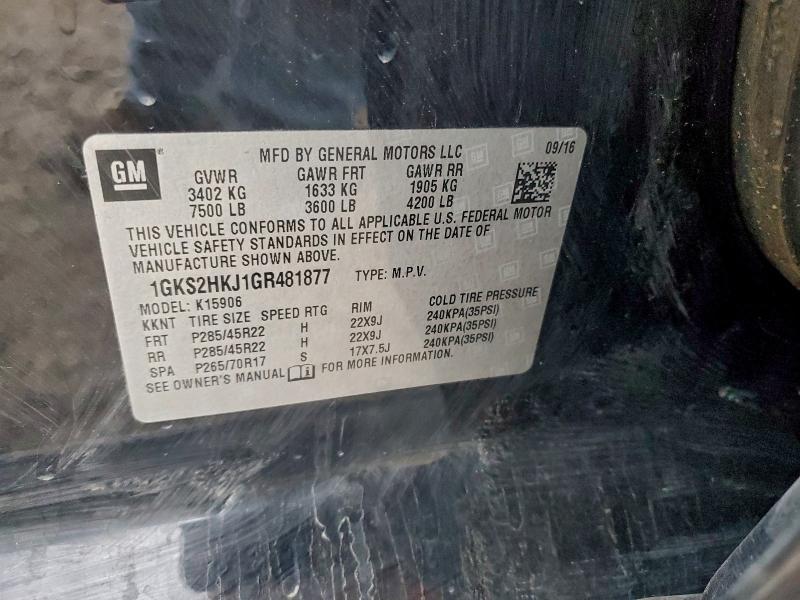 GM
MFD BY GENERAL MOTORS LLC 09/16
GVWR GAWR FRT GAWR RR
3402 KG 1633 KG 1905 KG
7500 LB 3600 LB 4200 LB
THIS VEHICLE CONFORMS TO ALL APPLICABLE U.S. FEDERAL MOTOR
VEHICLE SAFETY STANDARDS IN EFFECT ON THE DATE OF
MANUFACTURE SHOWN ABOVE.
1GKS2HKJ1GR481877 TYPE: M.P.V.
MODEL: K15906
KKNT TIRE SIZE SPEED RTG RIM COLD TIRE PRESSURE
FRT P285/45R22 H 22X9J 240KPA(35PSI)
RR P285/45R22 H 22X9J 240KPA(35PSI)
SPA P265/70R17 S 17X7.5J 240KPA(35PSI)
SEE OWNER'S MANUAL FOR MORE INFORMATION.